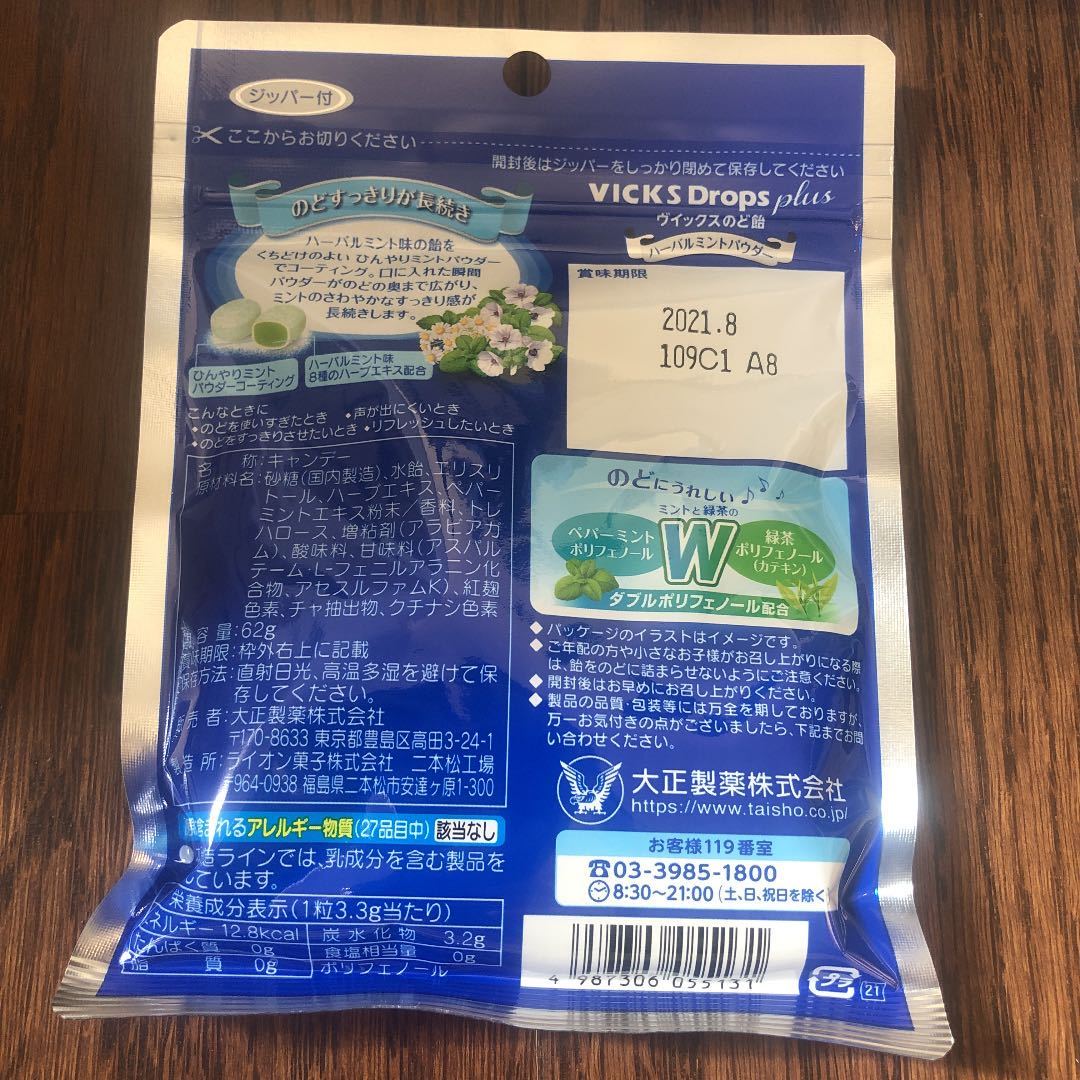 ジッパー付
ここからお切りください
開封後はジッパーをしっかり閉めて保存してください
VICKS Drops plus
ヴイックスのど飴
ハーバルミントパウダー
のどすっきりが長続き
ハーバルミント味の飴を
くちどけのよい ひんやりミントパウダー
でコーティング。口に入れた瞬間
パウダーがのどの奥まで広がり、
ミントのさわやかなすっきり感が
長続きします。
ひんやりミント
パウダーコーティング
ハーバルミント味
8種のハーブエキス配合
賞味期限
2021.8
109C1 A8
こんなときに
◆のどを使いすぎたとき ◆声が出にくいとき
◆のどをすっきりさせたいとき ◆リフレッシュしたいとき
名 称:キャンデー
原材料名:砂糖(国内製造)、水飴、エリスリ
トール、ハーブエキス、ペパー
ミントエキス粉末/香料、トレ
ハロース、増粘剤(アラビアガ
ム)、酸味料、甘味料(アスパル
テーム・L-フェニルアラニン化
合物、アセスルファムK)、紅麹
色素、チャ抽出物、クチナシ色素
容量:62g
期限:枠外右上に記載
保存方法:直射日光、高温多湿を避けて保
存してください。
売者:大正製薬株式会社
〒170-8633 東京都豊島区高田3-24-1
造所:ライオン菓子株式会社 二本松工場
〒964-0938 福島県二本松市安達ヶ原1-300
のどにうれしい♪♪♪
ミントと緑茶の
ペパーミント
ポリフェノール
W
緑茶
ポリフェノール
(カテキン)
ダブルポリフェノール配合
◆パッケージのイラストはイメージです。
◆ご年配の方や小さなお子様がお召し上がりになる際
は、飴をのどに詰まらせないようにご注意ください。
◆開封後はお早めにお召し上がりください。
◆製品の品質・包装等には万全を期しておりますが、
万一お気付きの点がございましたら、下記までお問
い合わせください。
大正製薬株式会社
https://www.taisho.co.jp/
お客様119番室
☎03-3985-1800
8:30〜21:00 (土、日、祝日を除く)
まれるアレルギー物質(27品目中) 該当なし
造ラインでは、乳成分を含む製品を
しています。
栄養成分表示(1粒3.3g当たり)
エネルギー 12.8kcal
炭水化物 3.2g
たんぱく質 0g
食塩相当量 0g
脂質 0g
ポリフェノール
4 987306 055131
プラ
21